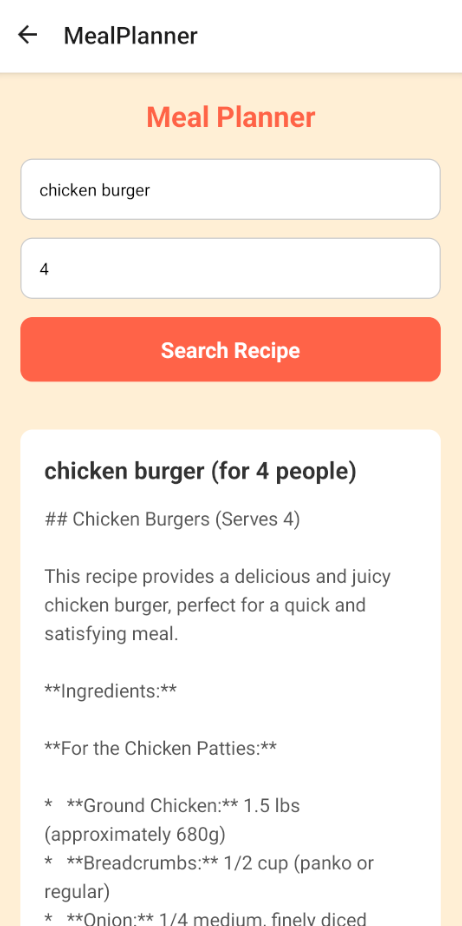 MealPlanner
Meal Planner
chicken burger
4
Search Recipe
chicken burger (for 4 people)
## Chicken Burgers (Serves 4)
This recipe provides a delicious and juicy
chicken burger, perfect for a quick and
satisfying meal.
**Ingredients:**
**For the Chicken Patties:**
*   **Ground Chicken:** 1.5 lbs
(approximately 680g)
*   **Breadcrumbs:** 1/2 cup (panko or
regular)
*   **Onion:** 1/4 medium, finely diced